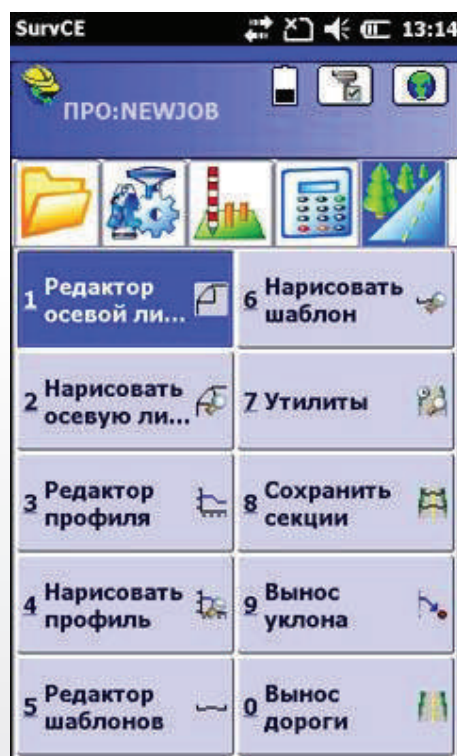 SurvCE 13:14
ПРО:NEWJOB
1 Редактор
осевой ли...
6 Нарисовать
шаблон
2 Нарисовать
осевую ли...
7 Утилиты
3 Редактор
профиля
8 Сохранить
секции
4 Нарисовать
профиль
9 Вынос
уклона
5 Редактор
шаблонов
0 Вынос
дороги